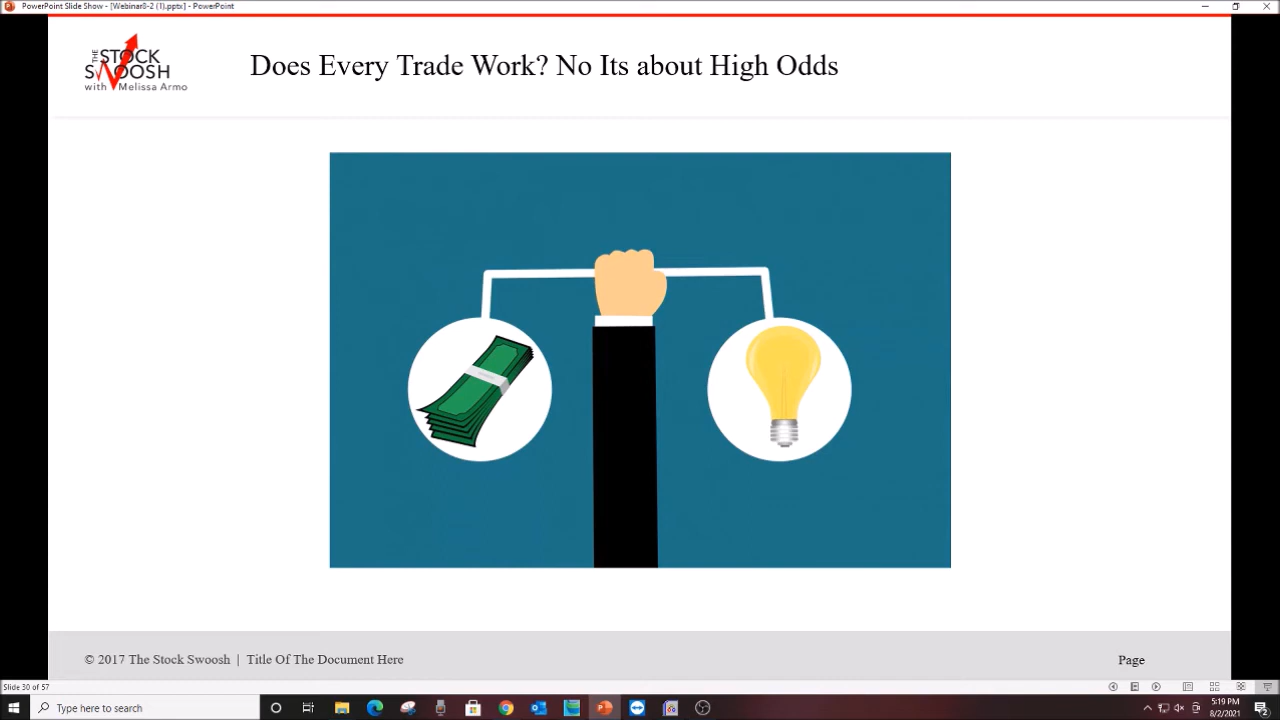 PowerPoint Slide Show - [Webinar8-2 (1).pptx] - PowerPoint
THE STOCK
SWOOSH
with Melissa Armo
Does Every Trade Work? No Its about High Odds
© 2017 The Stock Swoosh | Title Of The Document Here
Page
Slide 30 of 57
Type here to search
5:19 PM
8/2/2021
2